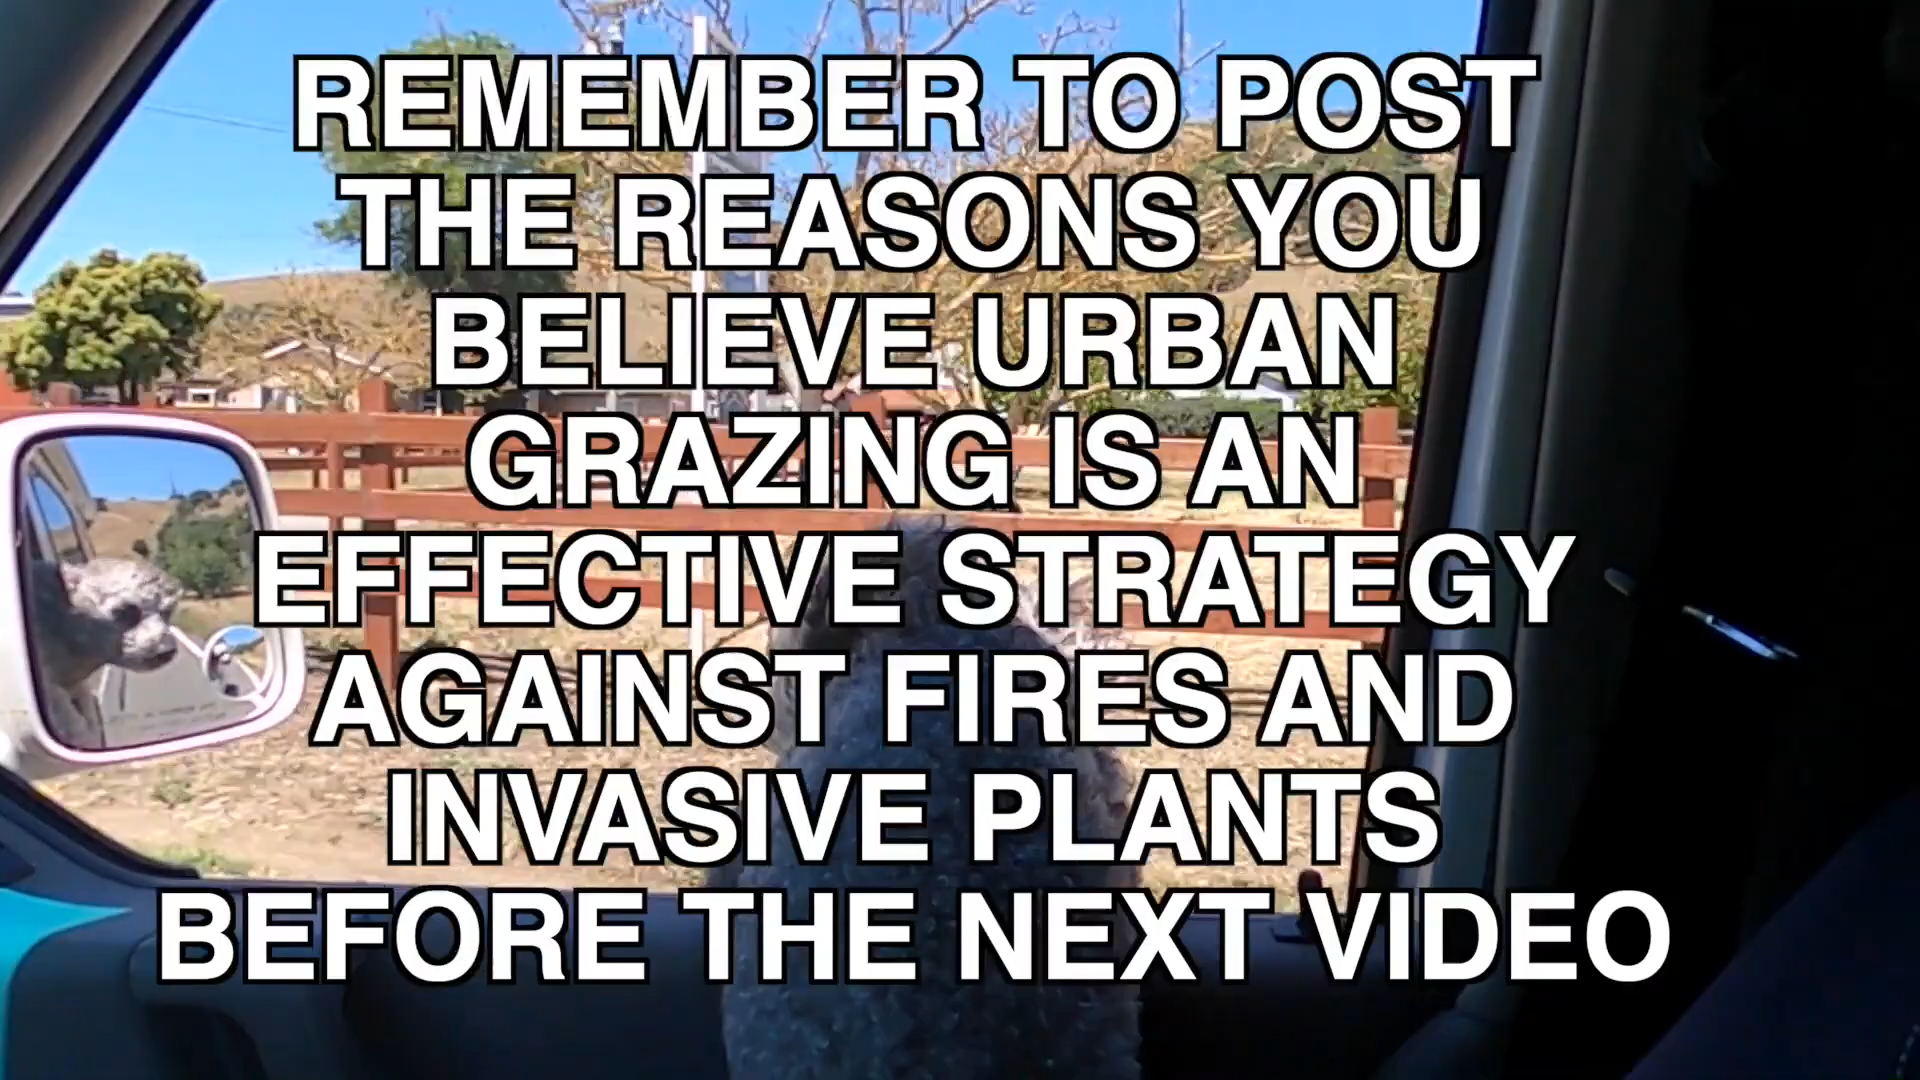 REMEMBER TO POST
THE REASONS YOU
BELIEVE URBAN
GRAZING IS AN
EFFECTIVE STRATEGY
AGAINST FIRES AND
INVASIVE PLANTS
BEFORE THE NEXT VIDEO